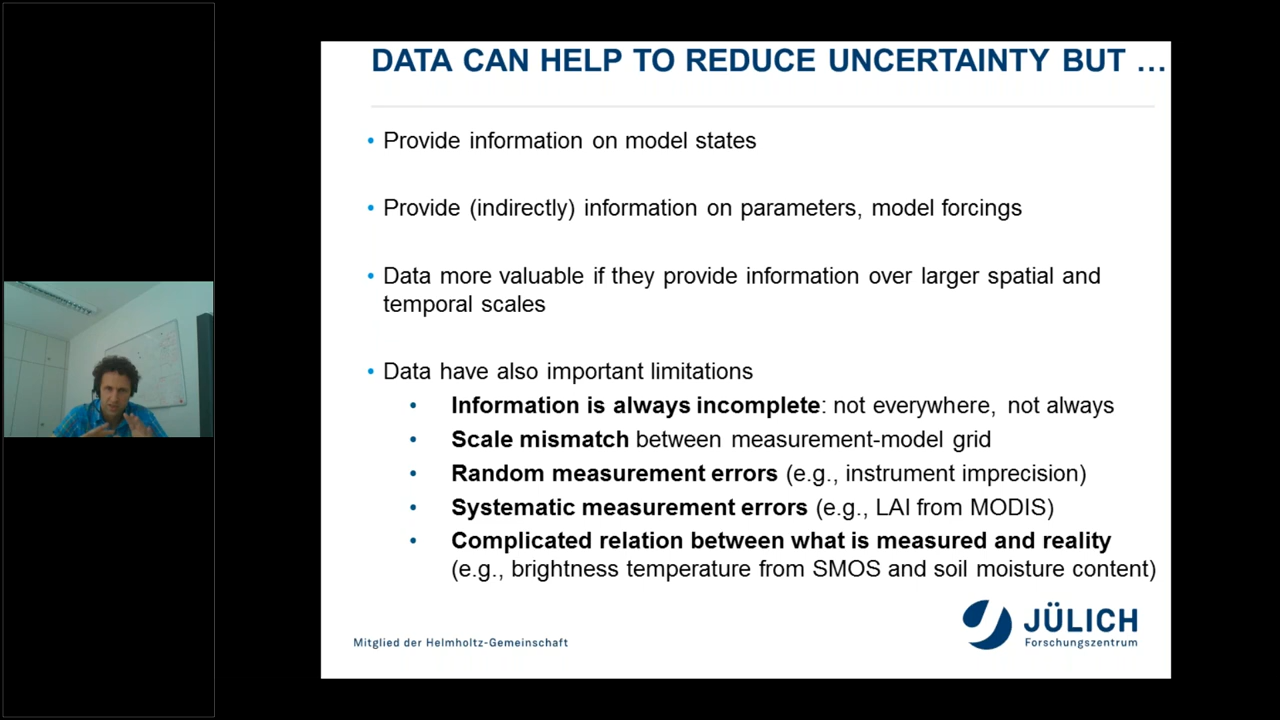 DATA CAN HELP TO REDUCE UNCERTAINTY BUT …
• Provide information on model states
• Provide (indirectly) information on parameters, model forcings
• Data more valuable if they provide information over larger spatial and
temporal scales
• Data have also important limitations
• Information is always incomplete: not everywhere, not always
• Scale mismatch between measurement-model grid
• Random measurement errors (e.g., instrument imprecision)
• Systematic measurement errors (e.g., LAI from MODIS)
• Complicated relation between what is measured and reality
(e.g., brightness temperature from SMOS and soil moisture content)
Mitglied der Helmholtz-Gemeinschaft
JÜLICH
Forschungszentrum